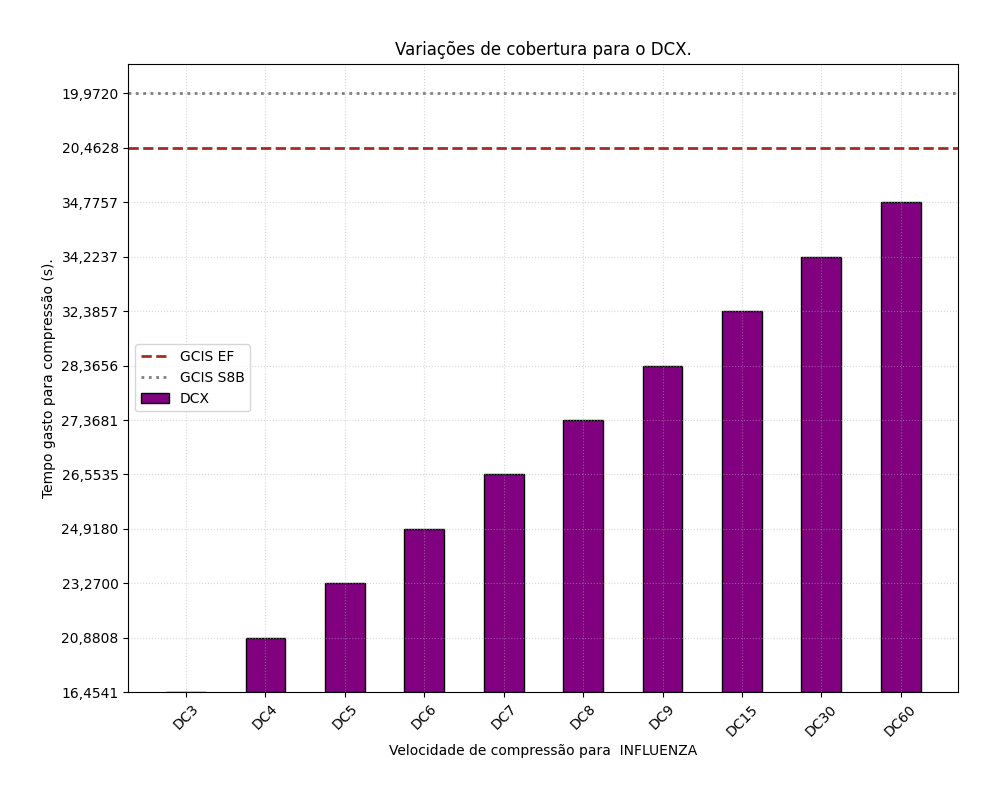 Variações de cobertura para o DCX.
Tempo gasto para compressão (s).
19,9720
20,4628
34,7757
34,2237
32,3857
28,3656
27,3681
26,5535
24,9180
23,2700
20,8808
16,4541
GCIS EF
GCIS S8B
DCX
DC3
DC4
DC5
DC6
DC7
DC8
DC9
DC15
DC30
DC60
Velocidade de compressão para  INFLUENZA